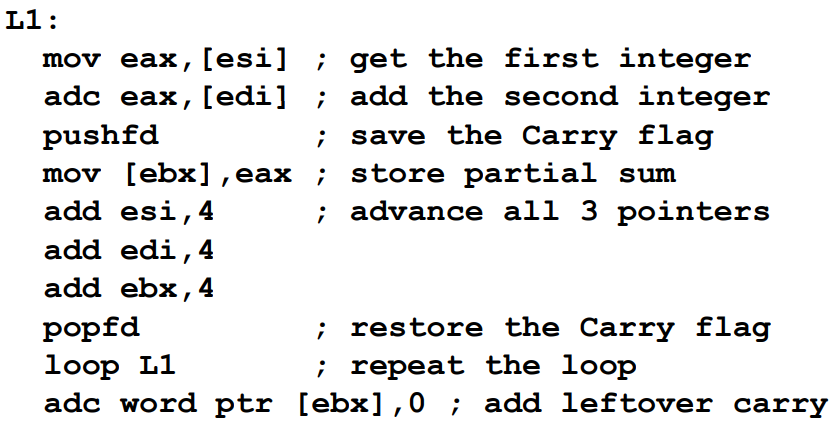 L1:
mov eax,[esi] ; get the first integer
adc eax,[edi] ; add the second integer
pushfd ; save the Carry flag
mov [ebx],eax ; store partial sum
add esi,4 ; advance all 3 pointers
add edi,4
add ebx,4
popfd ; restore the Carry flag
loop L1 ; repeat the loop
adc word ptr [ebx],0 ; add leftover carry